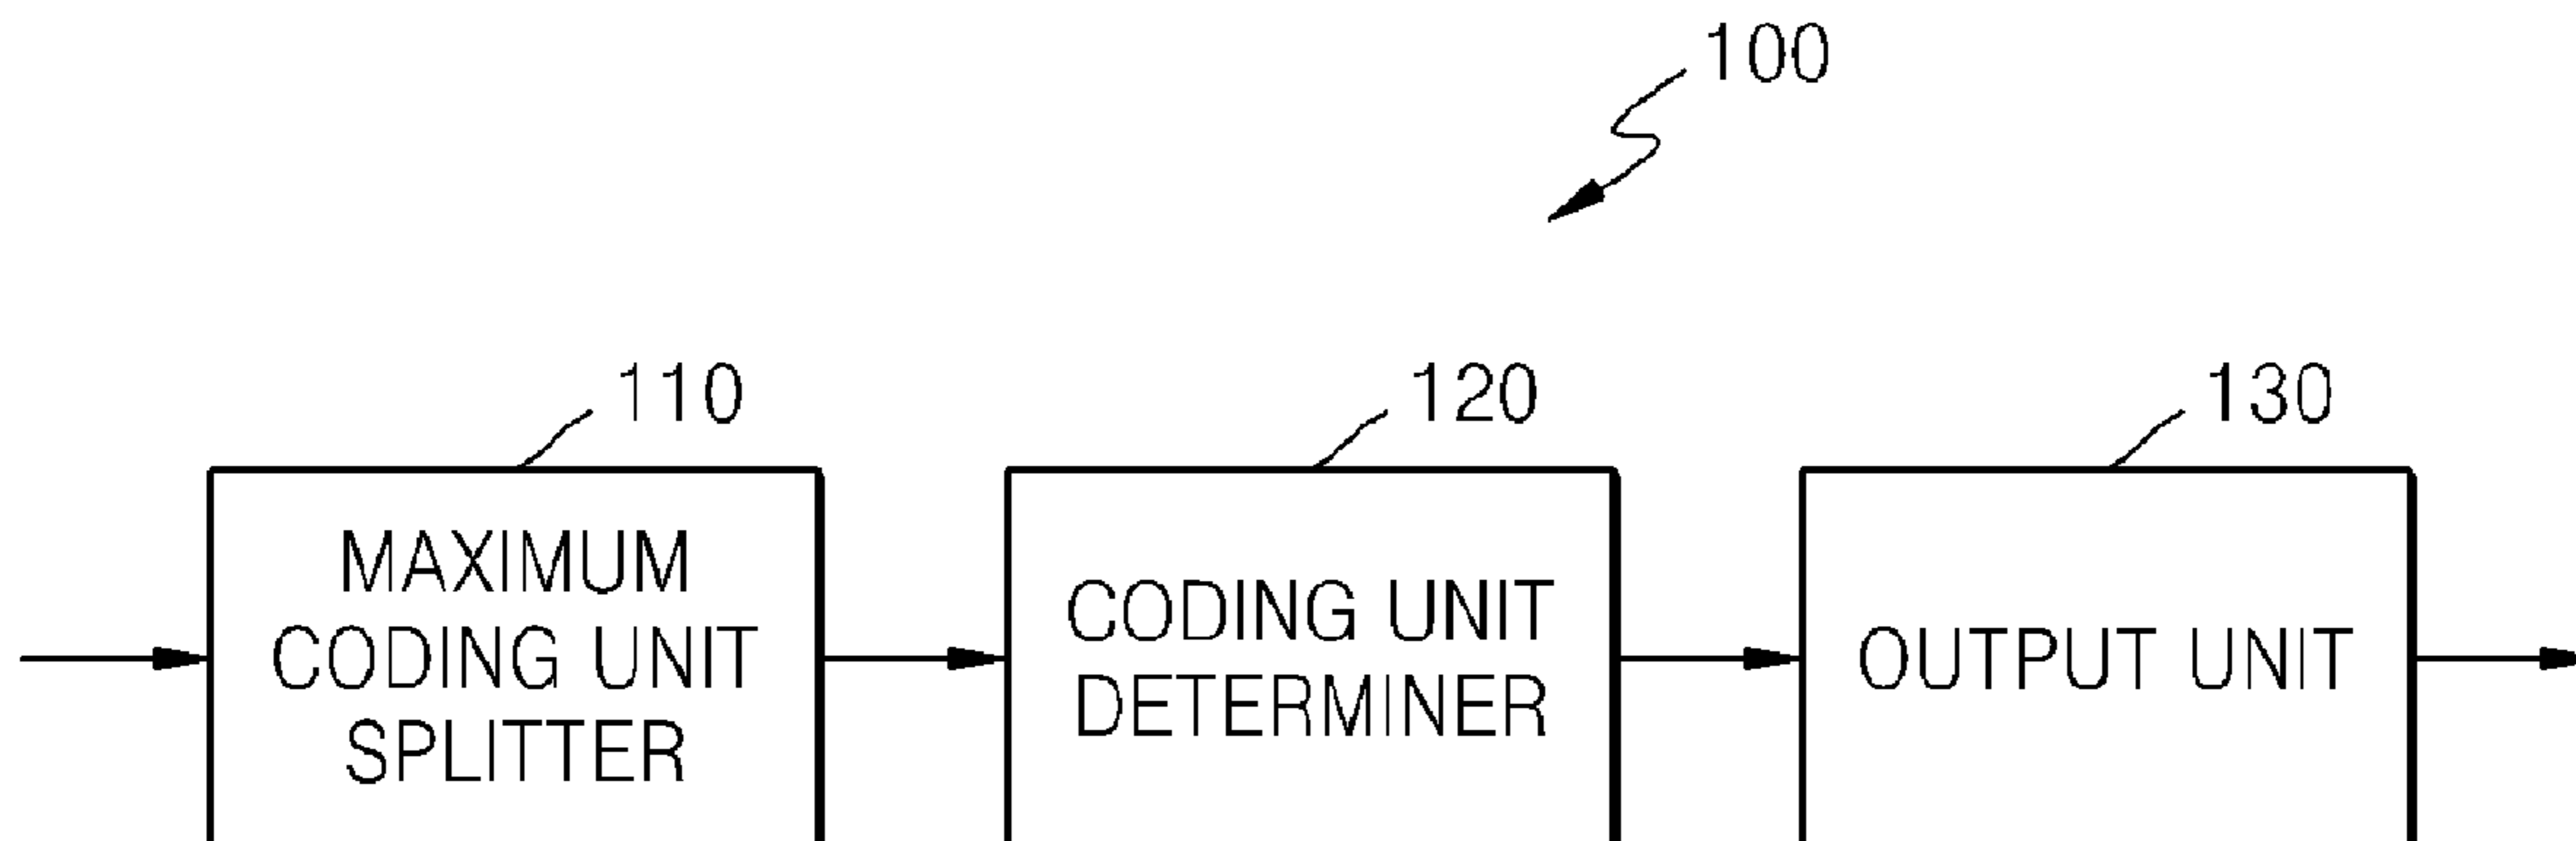 100
110
120
130
MAXIMUM
CODING UNIT
SPLITTER
CODING UNIT
DETERMINER
OUTPUT UNIT